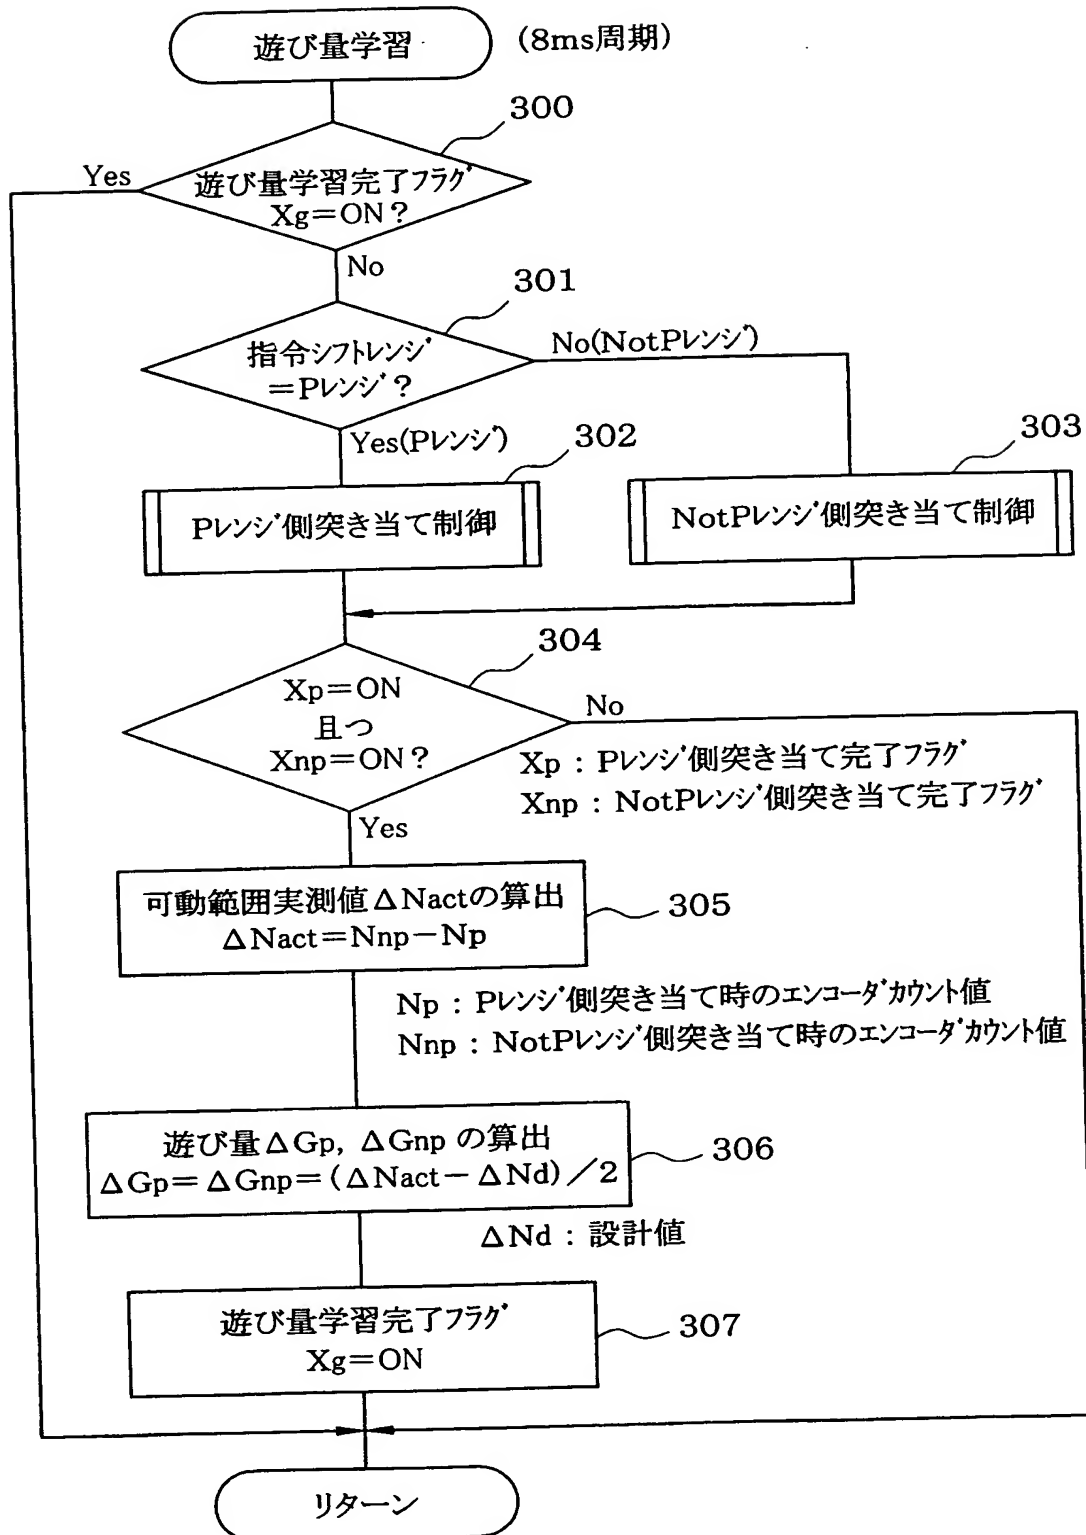 遊び量学習
(8ms周期)
300
Yes
遊び量学習完了フラグ
Xg=ON?
No
301
指令シフトレンジ
=Pレンジ?
No(NotPレンジ)
Yes(Pレンジ)
302
303
Pレンジ側突き当て制御
NotPレンジ側突き当て制御
304
Xp=ON
且つ
Xnp=ON?
No
Xp:Pレンジ側突き当て完了フラグ
Xnp:NotPレンジ側突き当て完了フラグ
Yes
可動範囲実測値ΔNactの算出
ΔNact=Nnp−Np
305
Np:Pレンジ側突き当て時のエンコーダカウント値
Nnp:NotPレンジ側突き当て時のエンコーダカウント値
遊び量ΔGp, ΔGnp の算出
ΔGp=ΔGnp=(ΔNact−ΔNd)/2
306
ΔNd:設計値
遊び量学習完了フラグ
Xg=ON
307
リターン